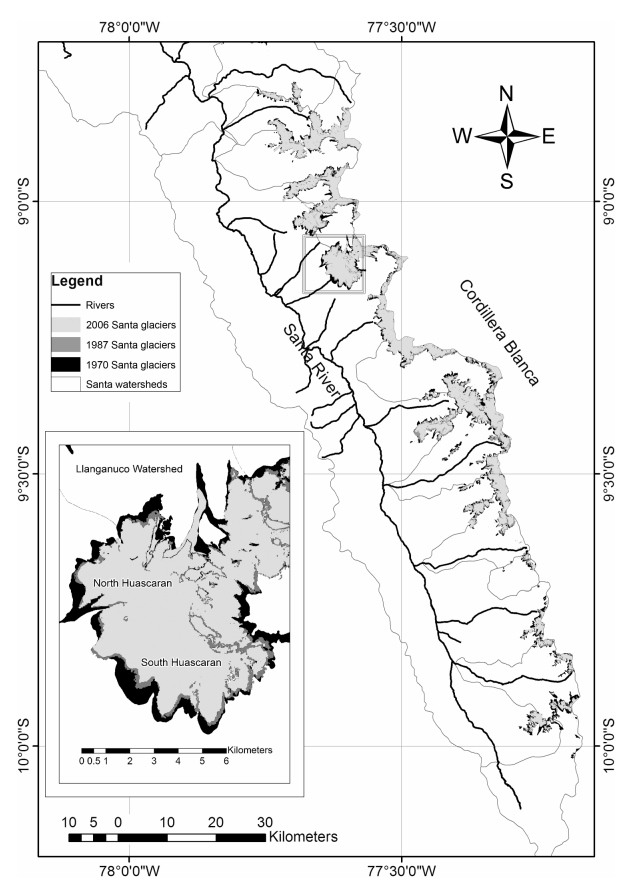 78°0'0"W 77°30'0"W
N
W E
S
9°0'0"S 9°0'0"S
Legend
Rivers
2006 Santa glaciers
1987 Santa glaciers
1970 Santa glaciers
Santa watersheds
Cordillera Blanca
Santa River
Llanganuco Watershed
North Huascaran
South Huascaran
0 0.5 1 2 3 4 5 6 Kilometers
9°30'0"S 9°30'0"S
10°0'0"S 10°0'0"S
10 5 0 10 20 30 Kilometers
78°0'0"W 77°30'0"W